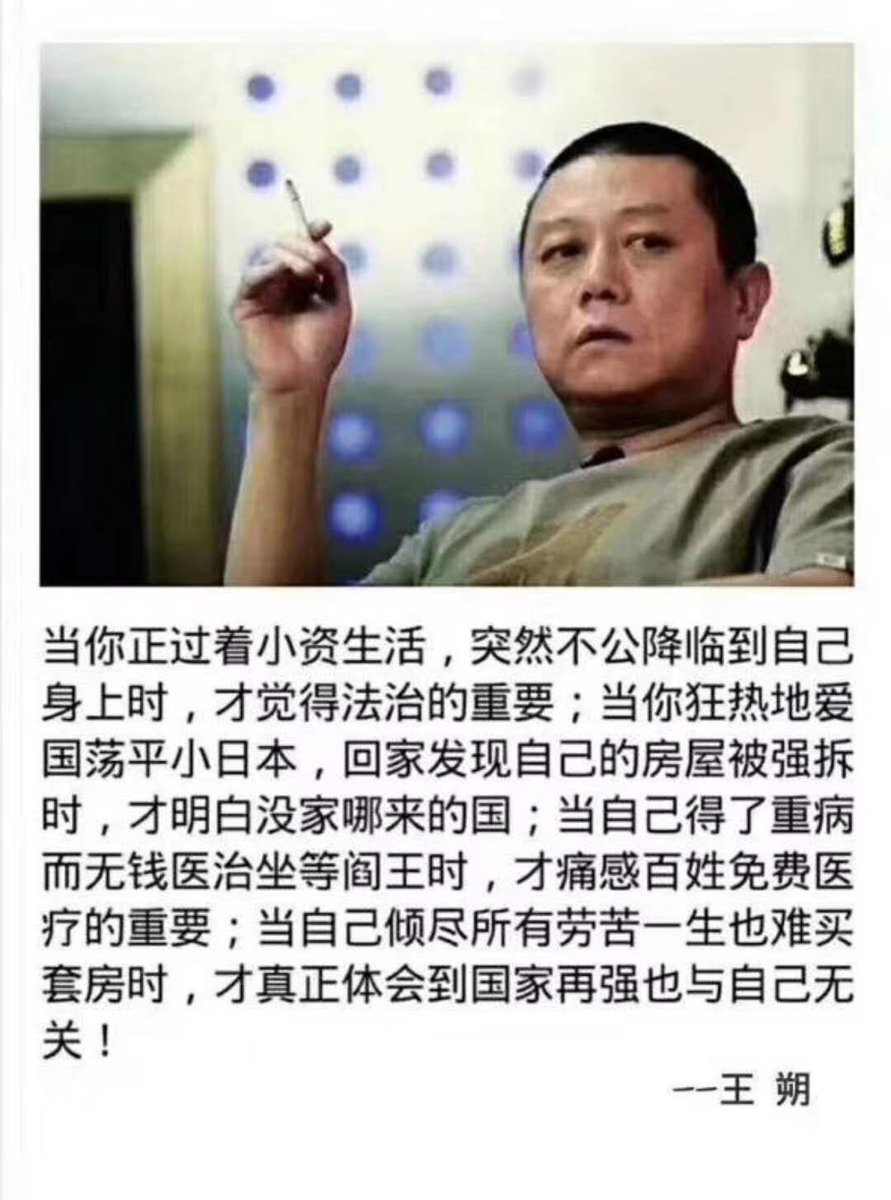 当你正过着小资生活，突然不公降临到自己
身上时，才觉得法治的重要；当你狂热地爱
国荡平小日本，回家发现自己的房屋被强拆
时，才明白没家哪来的国；当自己得了重病
而无钱医治坐等阎王时，才痛感百姓免费医
疗的重要；当自己倾尽所有劳苦一生也难买
套房时，才真正体会到国家再强也与自己无
关！
--王 朔